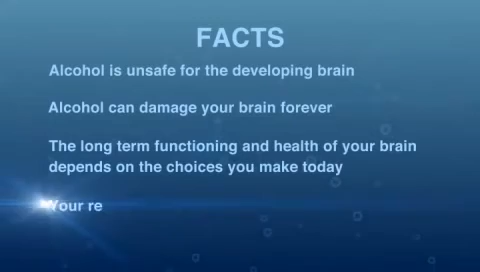 FACTS
Alcohol is unsafe for the developing brain
Alcohol can damage your brain forever
The long term functioning and health of your brain
depends on the choices you make today
Your re